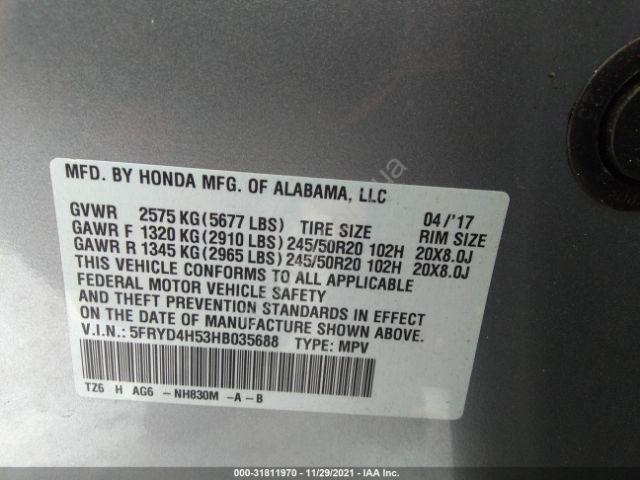 MFD. BY HONDA MFG. OF ALABAMA, LLC
GVWR 2575 KG(5677 LBS) TIRE SIZE 04/'17
RIM SIZE
GAWR F 1320 KG(2910 LBS)245/50R20 102H 20X8.0J
GAWR R 1345 KG(2965 LBS)245/50R20 102H 20X8.0J
THIS VEHICLE CONFORMS TO ALL APPLICABLE
FEDERAL MOTOR VEHICLE SAFETY
AND THEFT PREVENTION STANDARDS IN EFFECT
ON THE DATE OF MANUFACTURE SHOWN ABOVE.
V.I.N.: 5FRYD4H53HB035688 TYPE: MPV
TZ6 H AG6 -NH830M -A-B
000-31811970 - 11/29/2021 - IAA Inc.